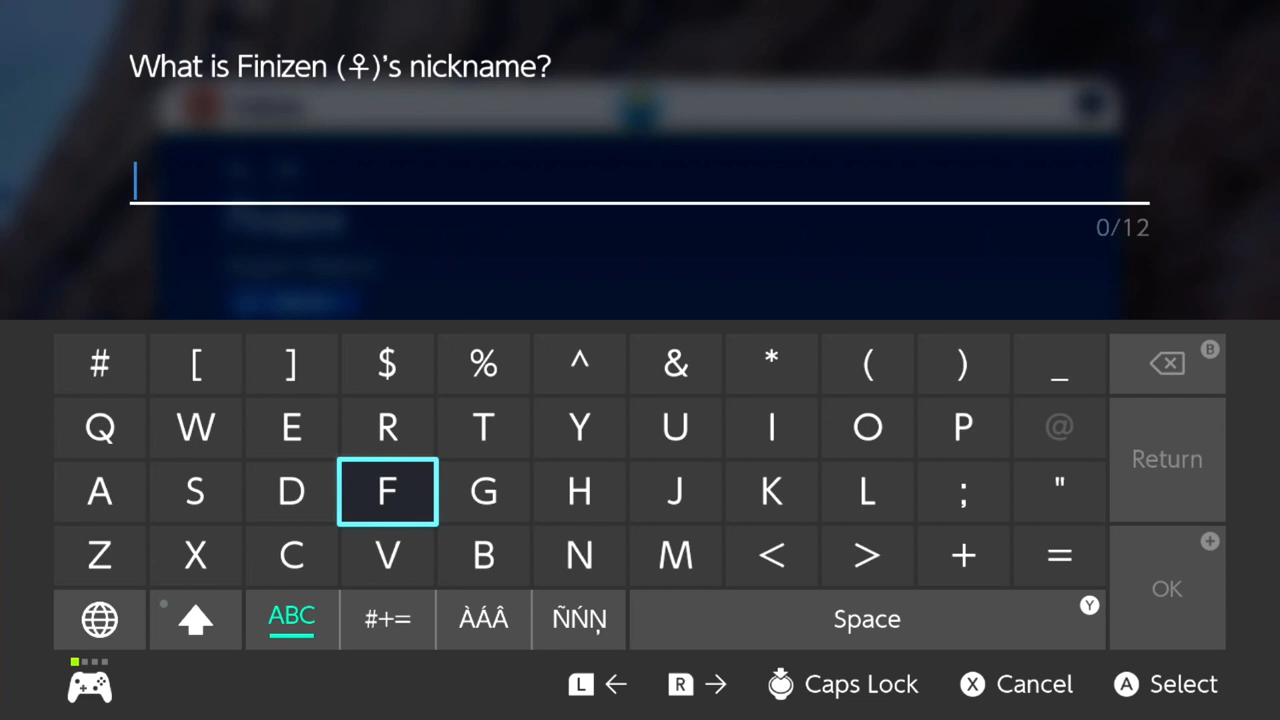 What is Finizen (♀)'s nickname?
0/12
# [ ] $ % ^ & * ( ) _ B
Q W E R T Y U I O P @ Return
A S D F G H J K L ; "
Z X C V B N M < > + = + OK
ABC #+= ÀÁÂ ÑŃŅ Space Y
L ← R → Caps Lock X Cancel A Select